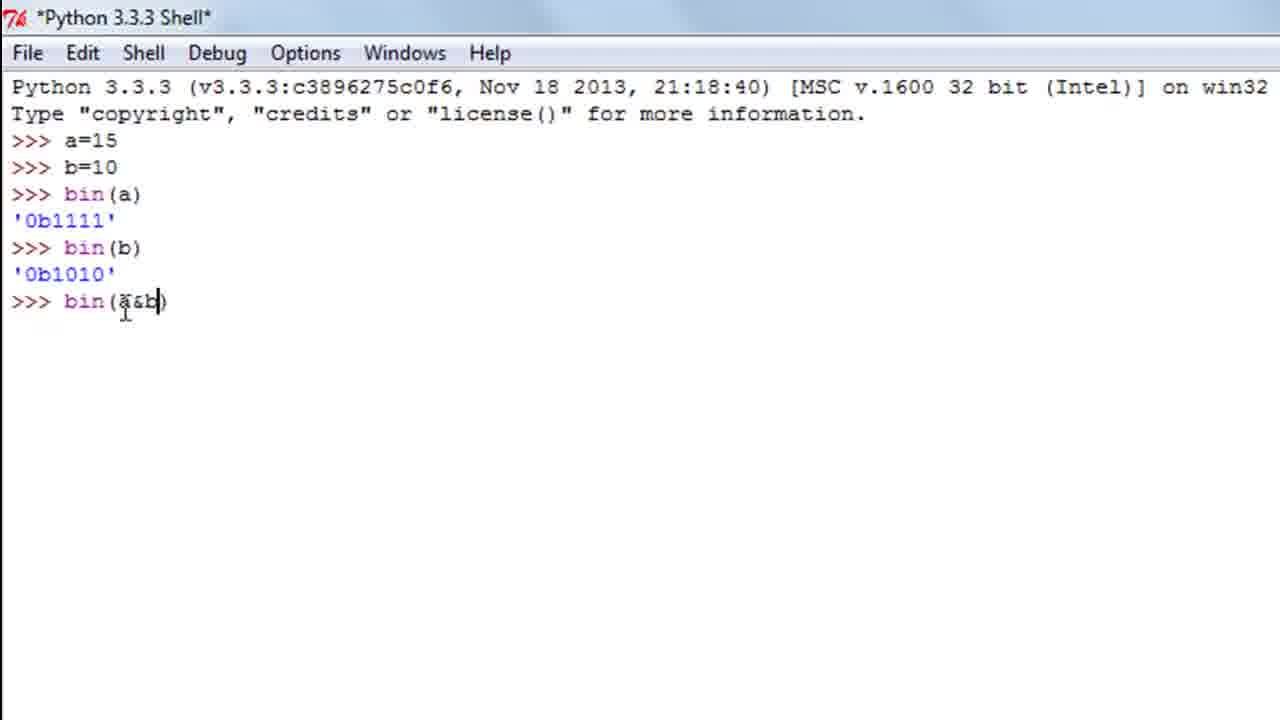 *Python 3.3.3 Shell*
File Edit Shell Debug Options Windows Help
Python 3.3.3 (v3.3.3:c3896275c0f6, Nov 18 2013, 21:18:40) [MSC v.1600 32 bit (Intel)] on win32
Type "copyright", "credits" or "license()" for more information.
>>> a=15
>>> b=10
>>> bin(a)
'0b1111'
>>> bin(b)
'0b1010'
>>> bin(a&b)